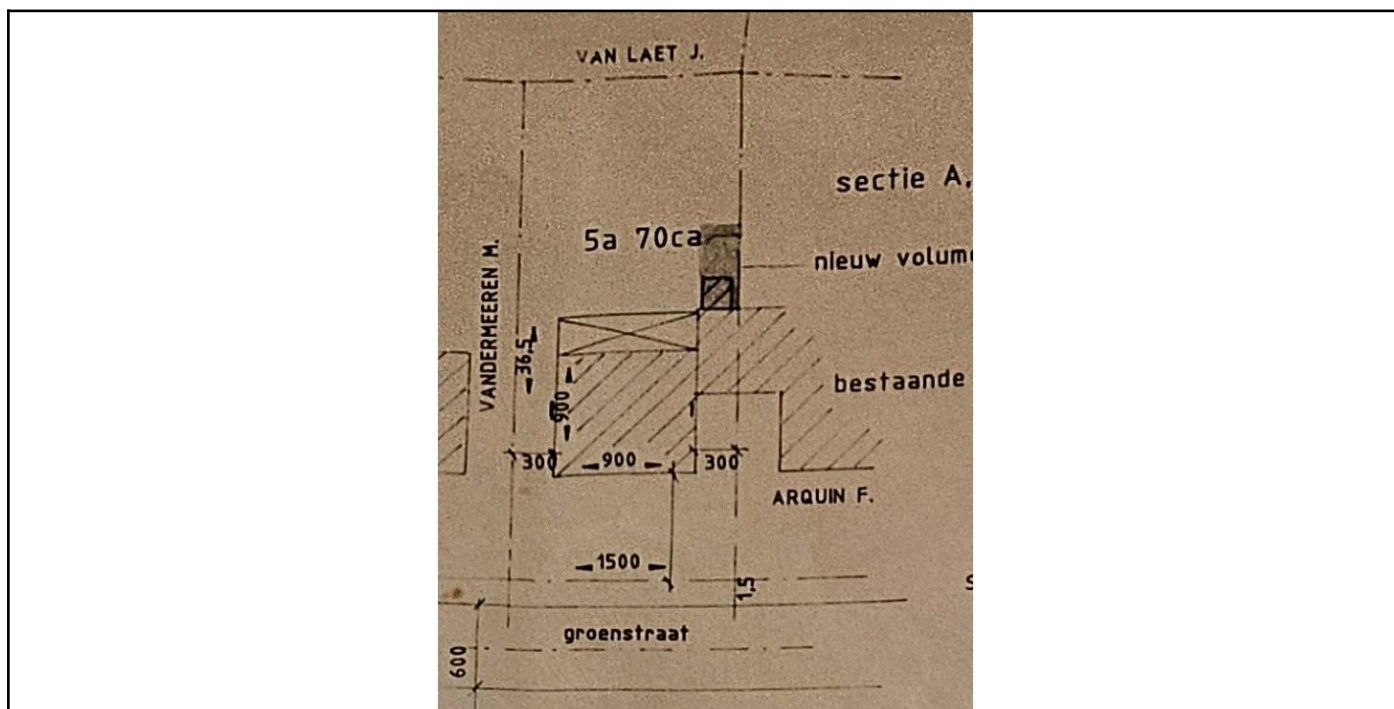 VAN LAET J.
sectie A.
5a 70ca
nieuw volume
VANDERMEEREN M.
36,5
900
bestaande
300
900
300
ARQUIN F.
1500
1,5
s
groenstraat
600